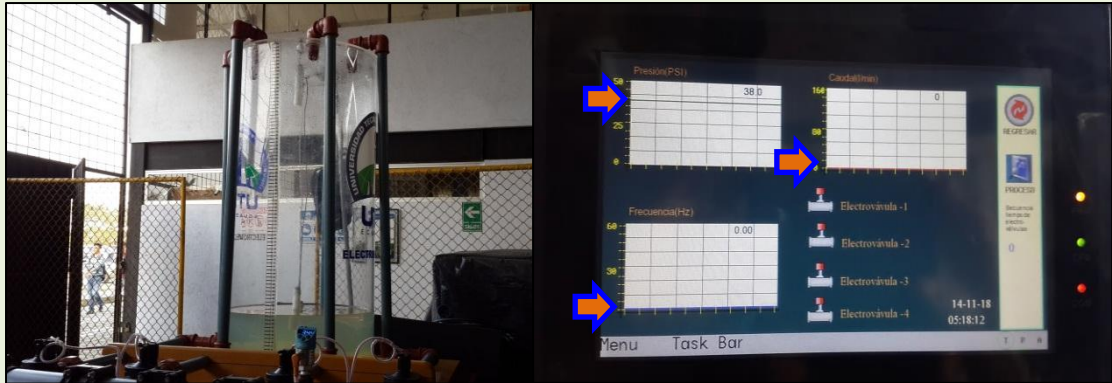 UNIVERSIDAD
ELECTRI
Presión(PSI)
50
38.0
25
0
Caudal(l/min)
160
0
80
REGRESAR
PROCESO
Frecuencia(Hz)
60
0.00
30
0
Electroválvula -1
Electroválvula -2
Electroválvula -3
Electroválvula -4
14-11-18
05:18:12
Menu Task Bar
T P A